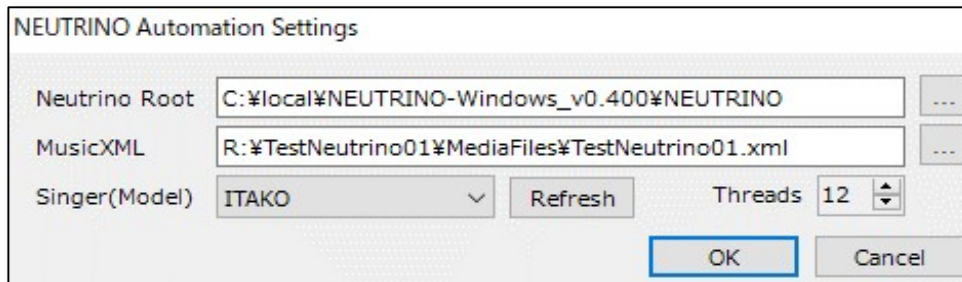 NEUTRINO Automation Settings
Neutrino Root C:¥local¥NEUTRINO-Windows_v0.400¥NEUTRINO ...
MusicXML R:¥TestNeutrino01¥MediaFiles¥TestNeutrino01.xml ...
Singer(Model) ITAKO Refresh Threads 12
OK Cancel